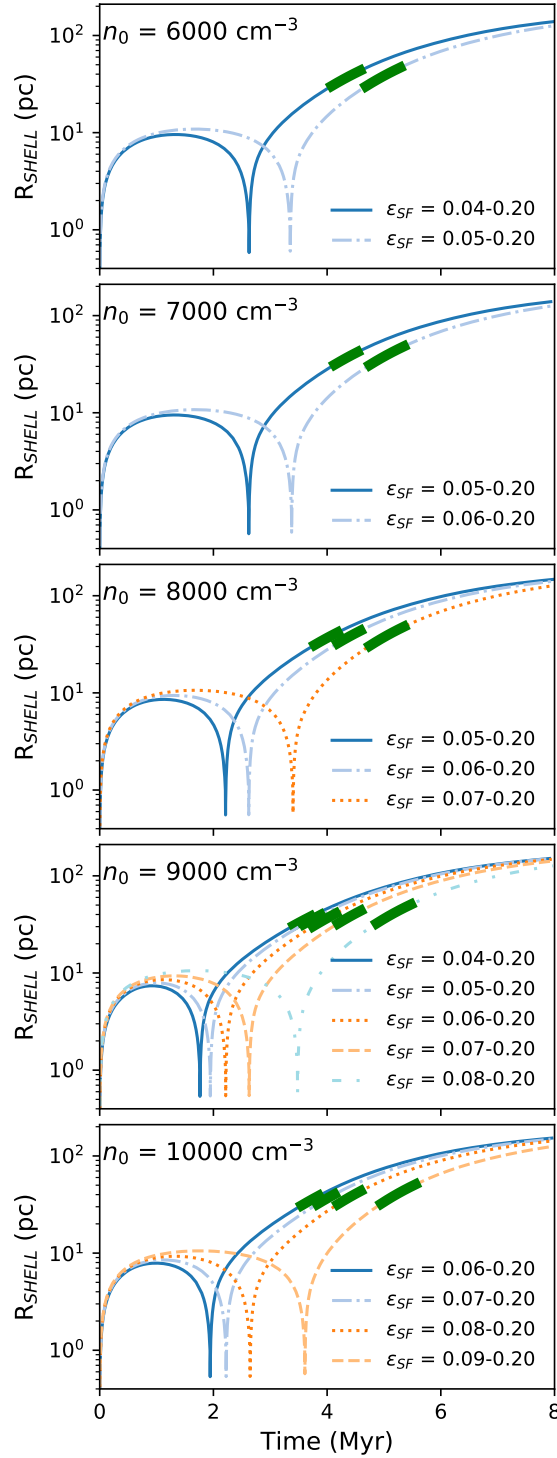 n₀ = 6000 cm⁻³
10²
10¹
10⁰
R_SHELL (pc)
ε_SF = 0.04-0.20
ε_SF = 0.05-0.20
n₀ = 7000 cm⁻³
10²
10¹
10⁰
R_SHELL (pc)
ε_SF = 0.05-0.20
ε_SF = 0.06-0.20
n₀ = 8000 cm⁻³
10²
10¹
10⁰
R_SHELL (pc)
ε_SF = 0.05-0.20
ε_SF = 0.06-0.20
ε_SF = 0.07-0.20
n₀ = 9000 cm⁻³
10²
10¹
10⁰
R_SHELL (pc)
ε_SF = 0.04-0.20
ε_SF = 0.05-0.20
ε_SF = 0.06-0.20
ε_SF = 0.07-0.20
ε_SF = 0.08-0.20
n₀ = 10000 cm⁻³
10²
10¹
10⁰
R_SHELL (pc)
ε_SF = 0.06-0.20
ε_SF = 0.07-0.20
ε_SF = 0.08-0.20
ε_SF = 0.09-0.20
0 2 4 6 8
Time (Myr)